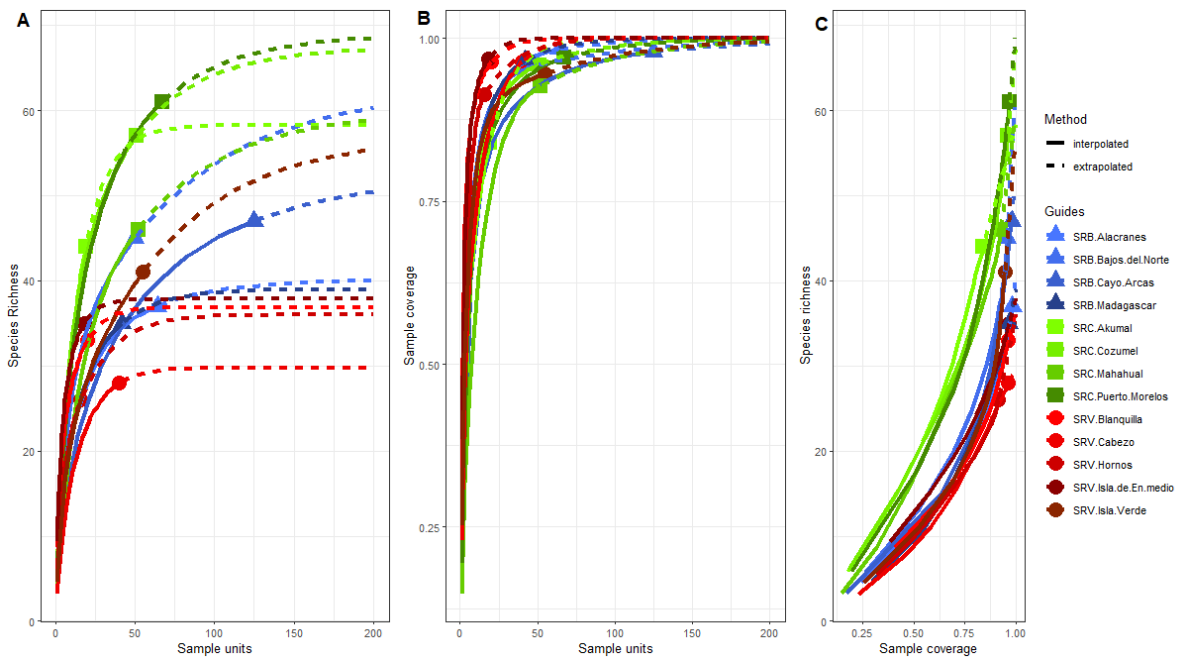 A
B
C
Species Richness
60
40
20
0
0
50
100
150
200
Sample units
Sample coverage
1.00
0.75
0.50
0.25
0
50
100
150
200
Sample units
Species richness
60
40
20
0
0.25
0.50
0.75
1.00
Sample coverage
Method
interpolated
extrapolated
Guides
SRB.Alacranes
SRB.Bajos.del.Norte
SRB.Cayo.Arcas
SRB.Madagascar
SRC.Akumal
SRC.Cozumel
SRC.Mahahual
SRC.Puerto.Morelos
SRV.Blanquilla
SRV.Cabezo
SRV.Hornos
SRV.Isla.de.En.medio
SRV.Isla.Verde